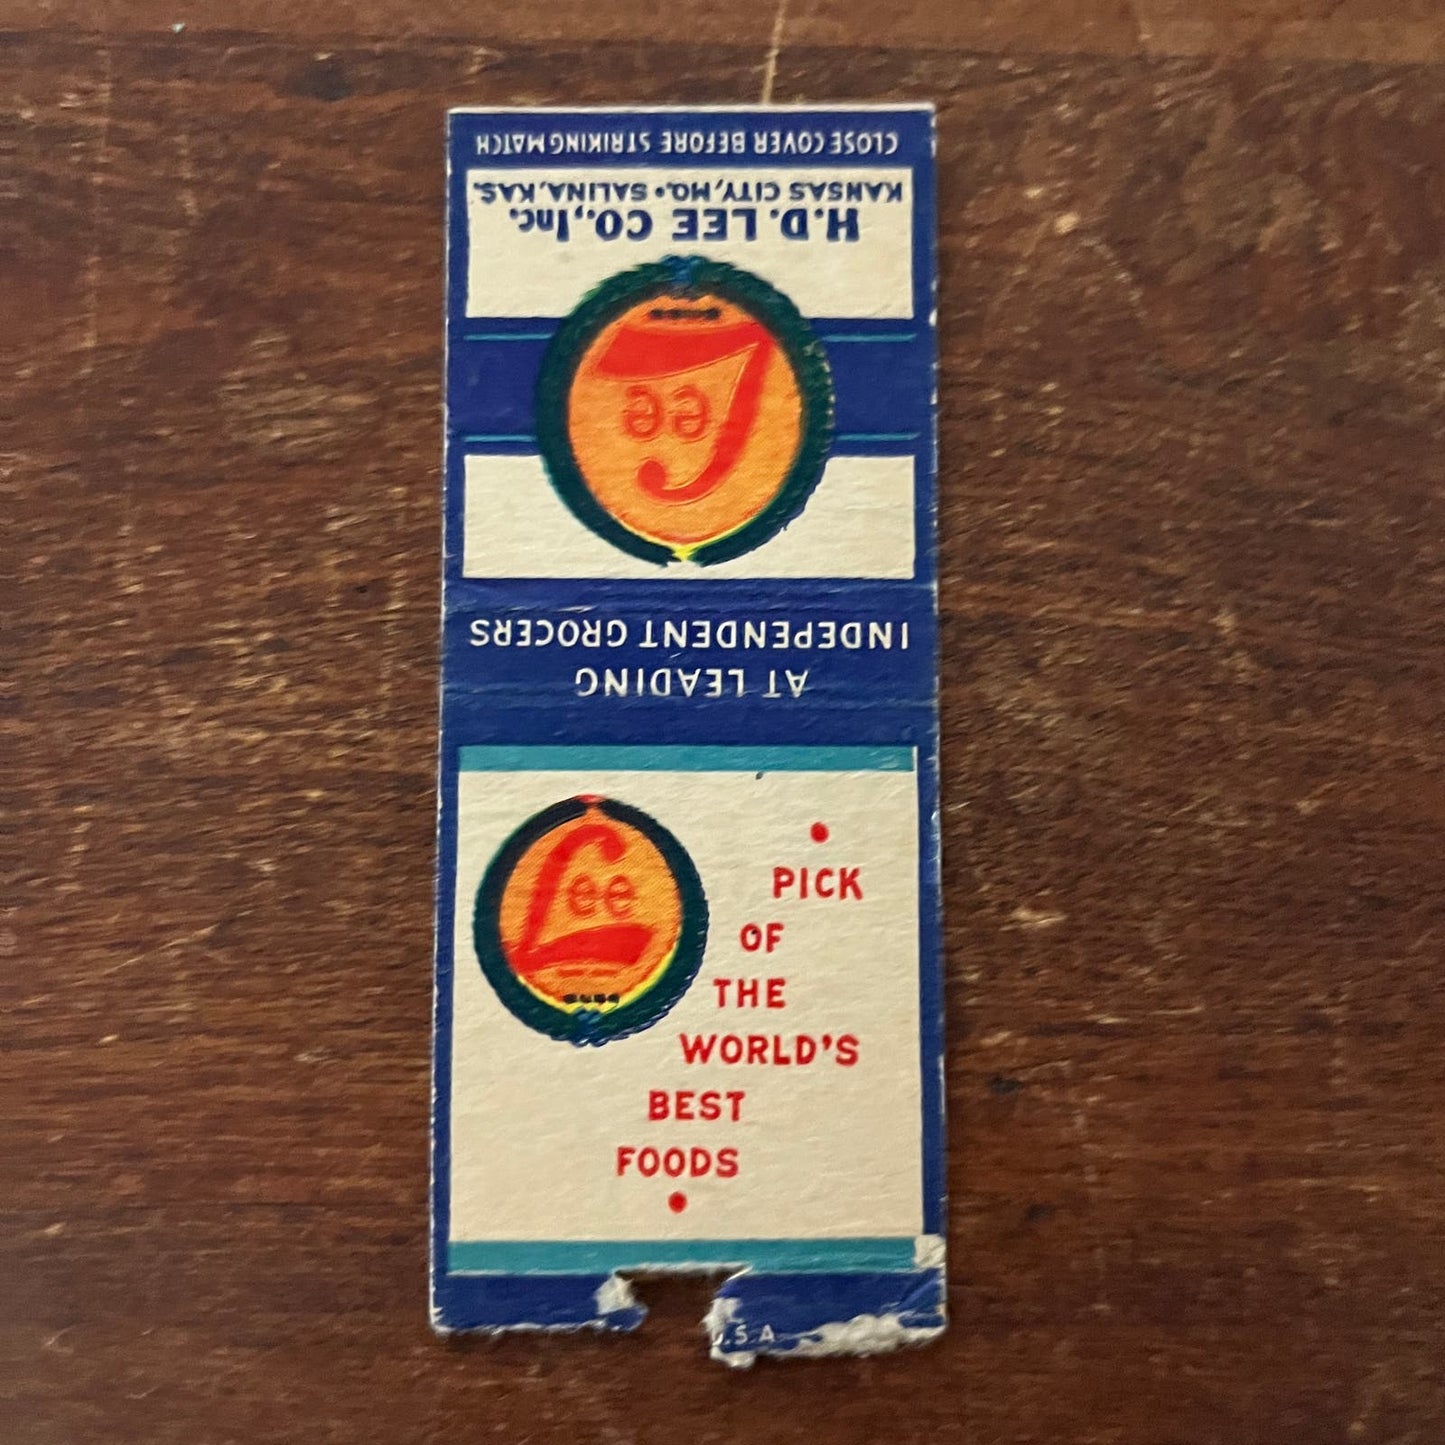 CLOSE COVER BEFORE STRIKING MATCH
KANSAS CITY, MO. • SALINA, KAS.
H.D. LEE CO., Inc.
Lee
INDEPENDENT GROCERS
AT LEADING
Lee
• 
PICK
OF
THE
WORLD'S
BEST
FOODS
•
U.S.A.